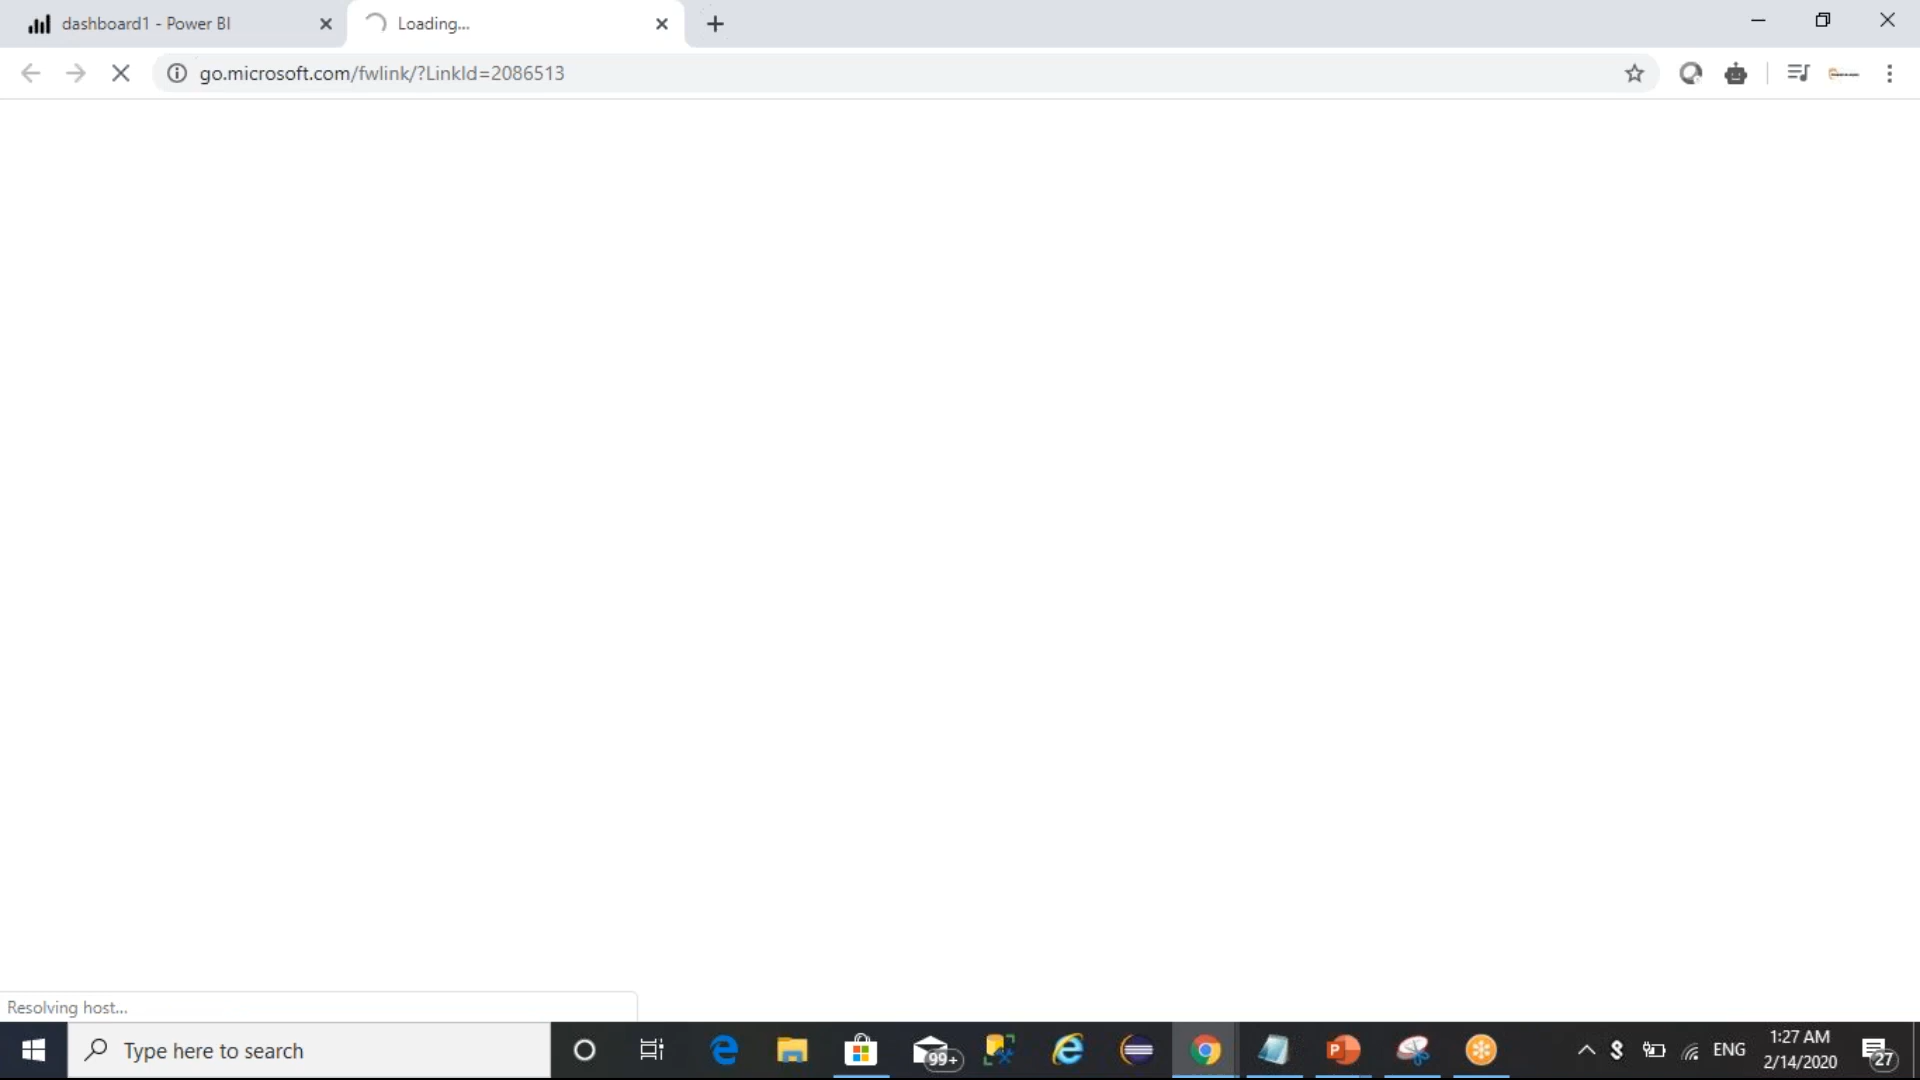 dashboard1 - Power BI
Loading...
go.microsoft.com/fwlink/?LinkId=2086513
Resolving host...
Type here to search
99+
ENG
1:27 AM
2/14/2020
27